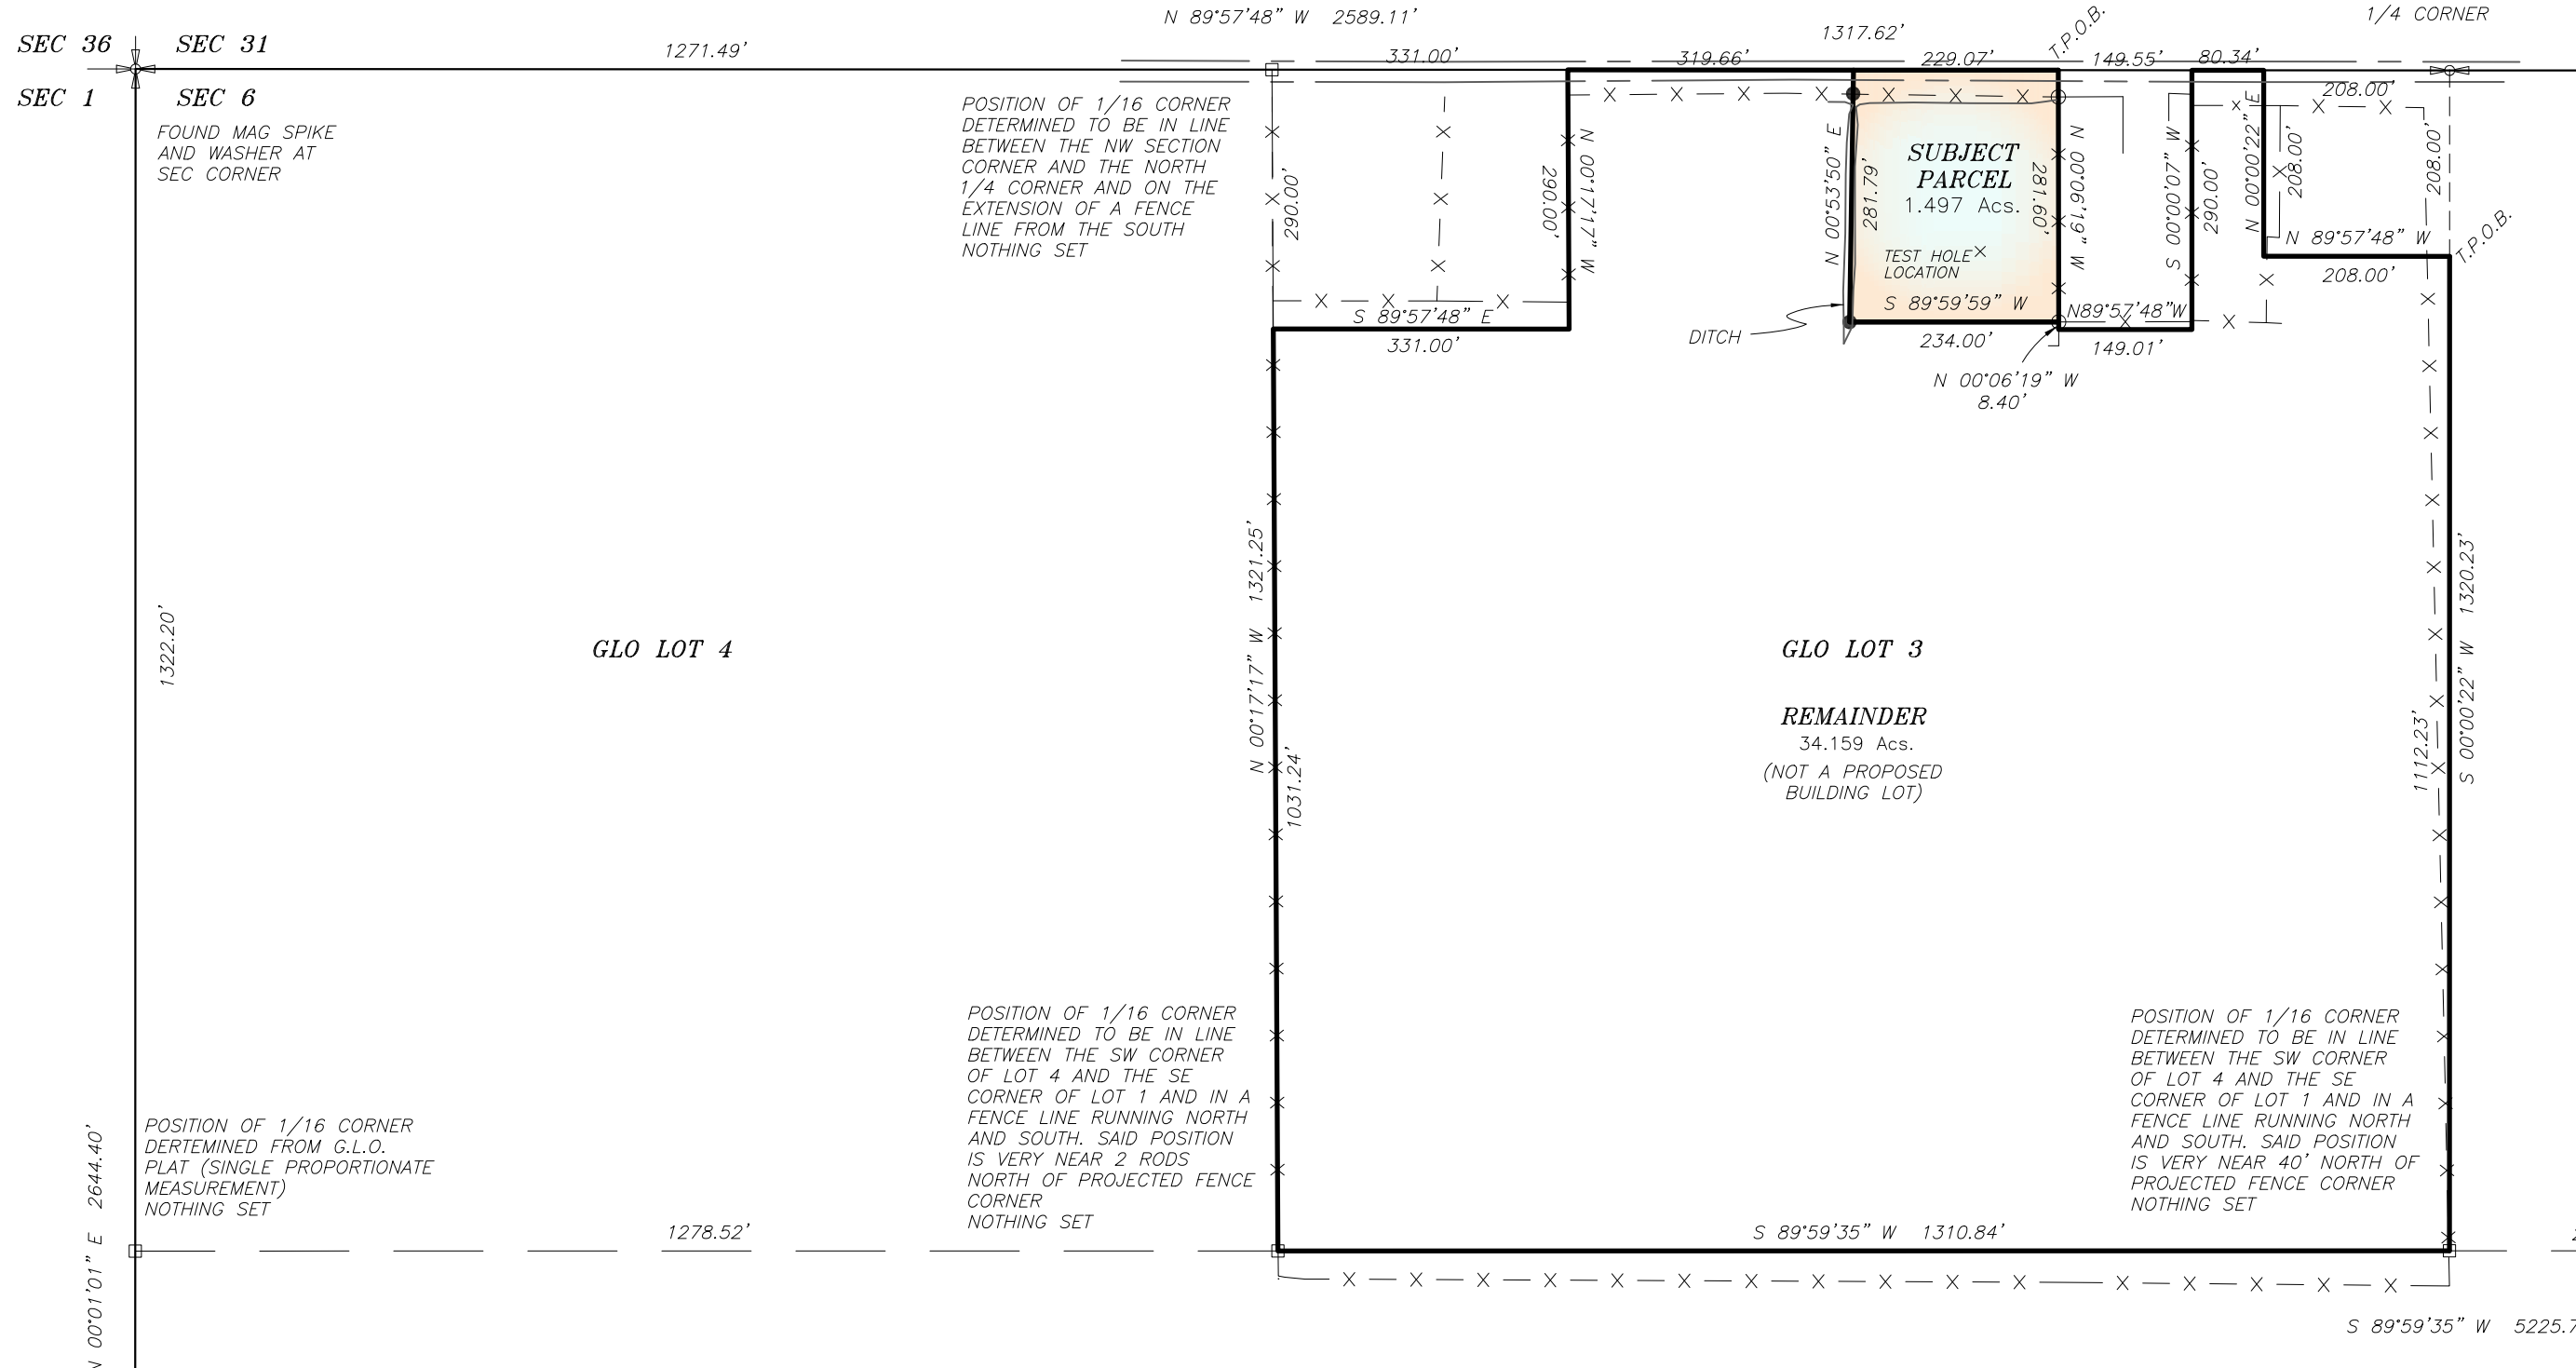 N 89°57'48" W 2589.11'
1/4 CORNER
SEC 36
SEC 31
1271.49'
331.00'
319.66'
1317.62'
229.07'
T.P.O.B.
149.55'
80.34'
208.00'
SEC 1
SEC 6
FOUND MAG SPIKE
AND WASHER AT
SEC CORNER
POSITION OF 1/16 CORNER
DETERMINED TO BE IN LINE
BETWEEN THE NW SECTION
CORNER AND THE NORTH
1/4 CORNER AND ON THE
EXTENSION OF A FENCE
LINE FROM THE SOUTH
NOTHING SET
290.00'
290.00'
N 00°17'17" W
N 00°53'50" E
281.79'
SUBJECT
PARCEL
1.497 Acs.
TEST HOLE
LOCATION
281.60'
N 00°06'19" W
S 00°00'07" W
290.00'
N 00°00'22" E
208.00'
208.00'
N 89°57'48" W
208.00'
T.P.O.B.
S 89°57'48" E
331.00'
DITCH
S 89°59'59" W
234.00'
N89°57'48"W
149.01'
N 00°06'19" W
8.40'
1322.20'
GLO LOT 4
N 00°17'17" W 1321.25'
1031.24'
GLO LOT 3
REMAINDER
34.159 Acs.
(NOT A PROPOSED
BUILDING LOT)
1112.23'
S 00°00'22" W 1320.23'
POSITION OF 1/16 CORNER
DERTEMINED FROM G.L.O.
PLAT (SINGLE PROPORTIONATE
MEASUREMENT)
NOTHING SET
POSITION OF 1/16 CORNER
DETERMINED TO BE IN LINE
BETWEEN THE SW CORNER
OF LOT 4 AND THE SE
CORNER OF LOT 1 AND IN A
FENCE LINE RUNNING NORTH
AND SOUTH. SAID POSITION
IS VERY NEAR 2 RODS
NORTH OF PROJECTED FENCE
CORNER
NOTHING SET
POSITION OF 1/16 CORNER
DETERMINED TO BE IN LINE
BETWEEN THE SW CORNER
OF LOT 4 AND THE SE
CORNER OF LOT 1 AND IN A
FENCE LINE RUNNING NORTH
AND SOUTH. SAID POSITION
IS VERY NEAR 40' NORTH OF
PROJECTED FENCE CORNER
NOTHING SET
N 00°01'01" E 2644.40'
1278.52'
S 89°59'35" W 1310.84'
S 89°59'35" W 5225.7